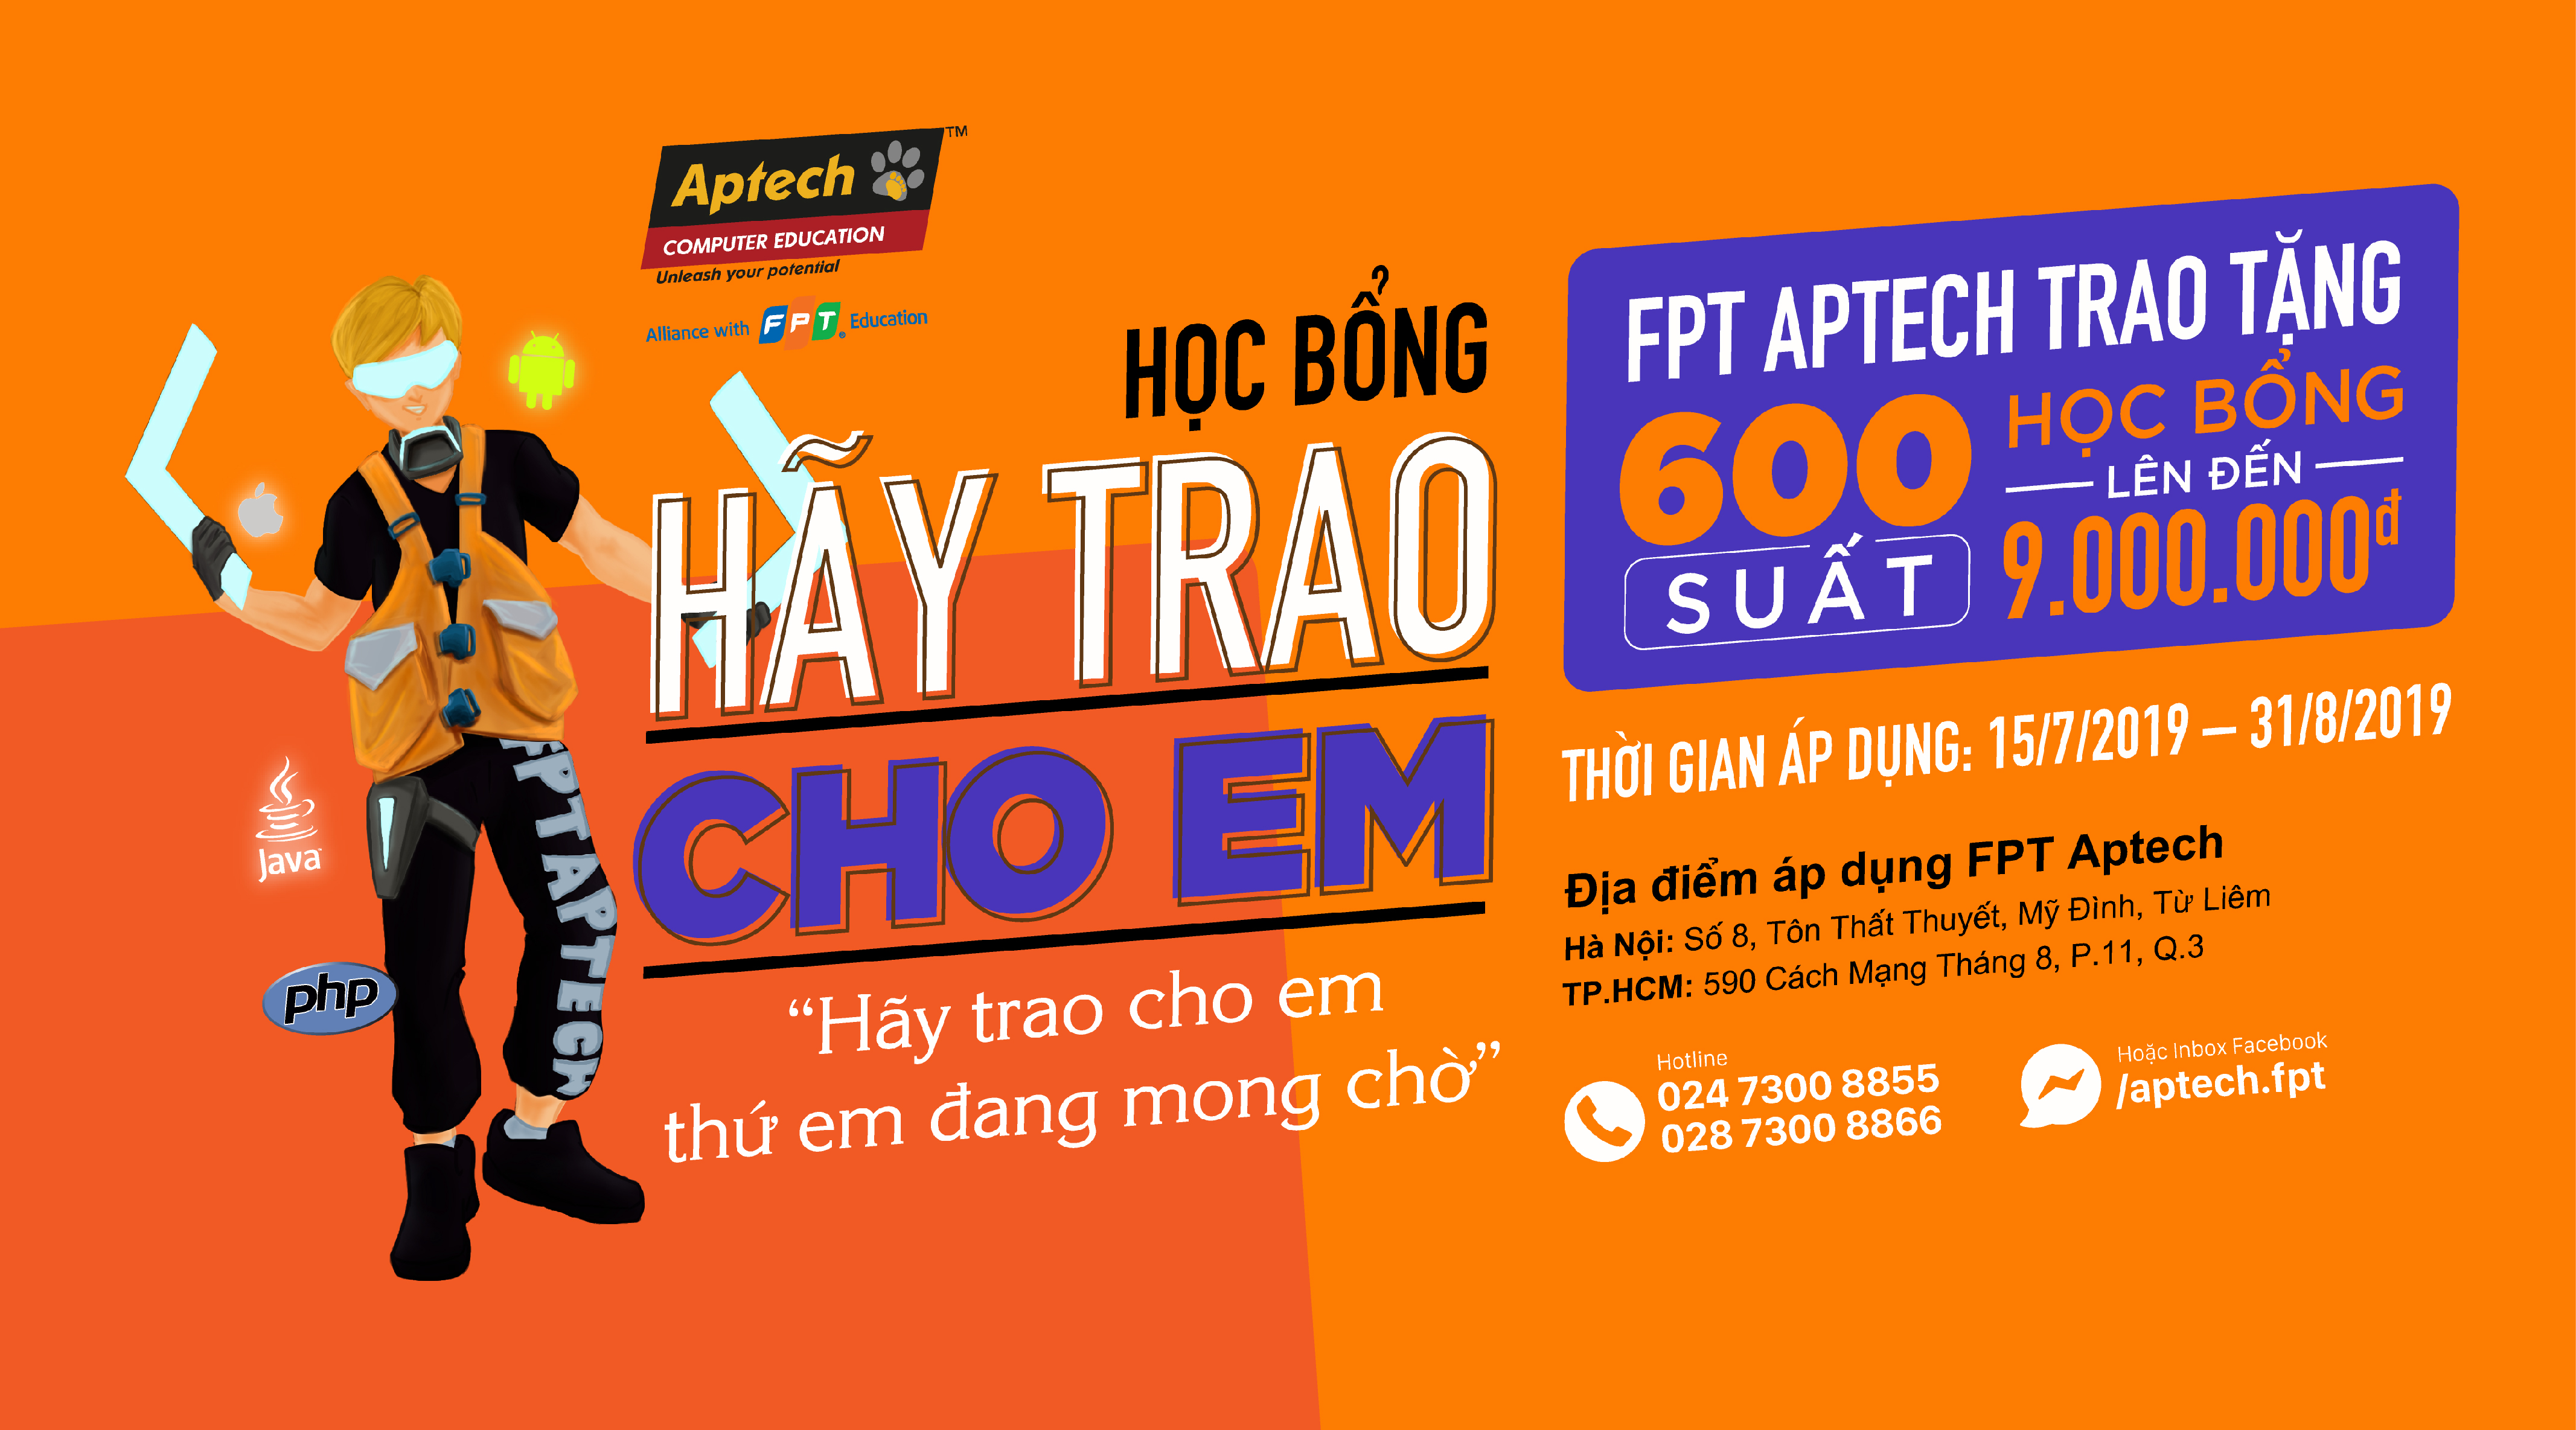 Aptech TM
COMPUTER EDUCATION
Unleash your potential
Alliance with FPT® Education
HỌC BỔNG
HÃY TRAO
CHO EM
“Hãy trao cho em
thứ em đang mong chờ”
FPT APTECH TRAO TẶNG
600
SUẤT
HỌC BỔNG
LÊN ĐẾN
9.000.000đ
THỜI GIAN ÁP DỤNG: 15/7/2019 – 31/8/2019
Địa điểm áp dụng FPT Aptech
Hà Nội: Số 8, Tôn Thất Thuyết, Mỹ Đình, Từ Liêm
TP.HCM: 590 Cách Mạng Tháng 8, P.11, Q.3
Hotline
024 7300 8855
028 7300 8866
Hoặc Inbox Facebook
/aptech.fpt
FPT APTECH
Java
php